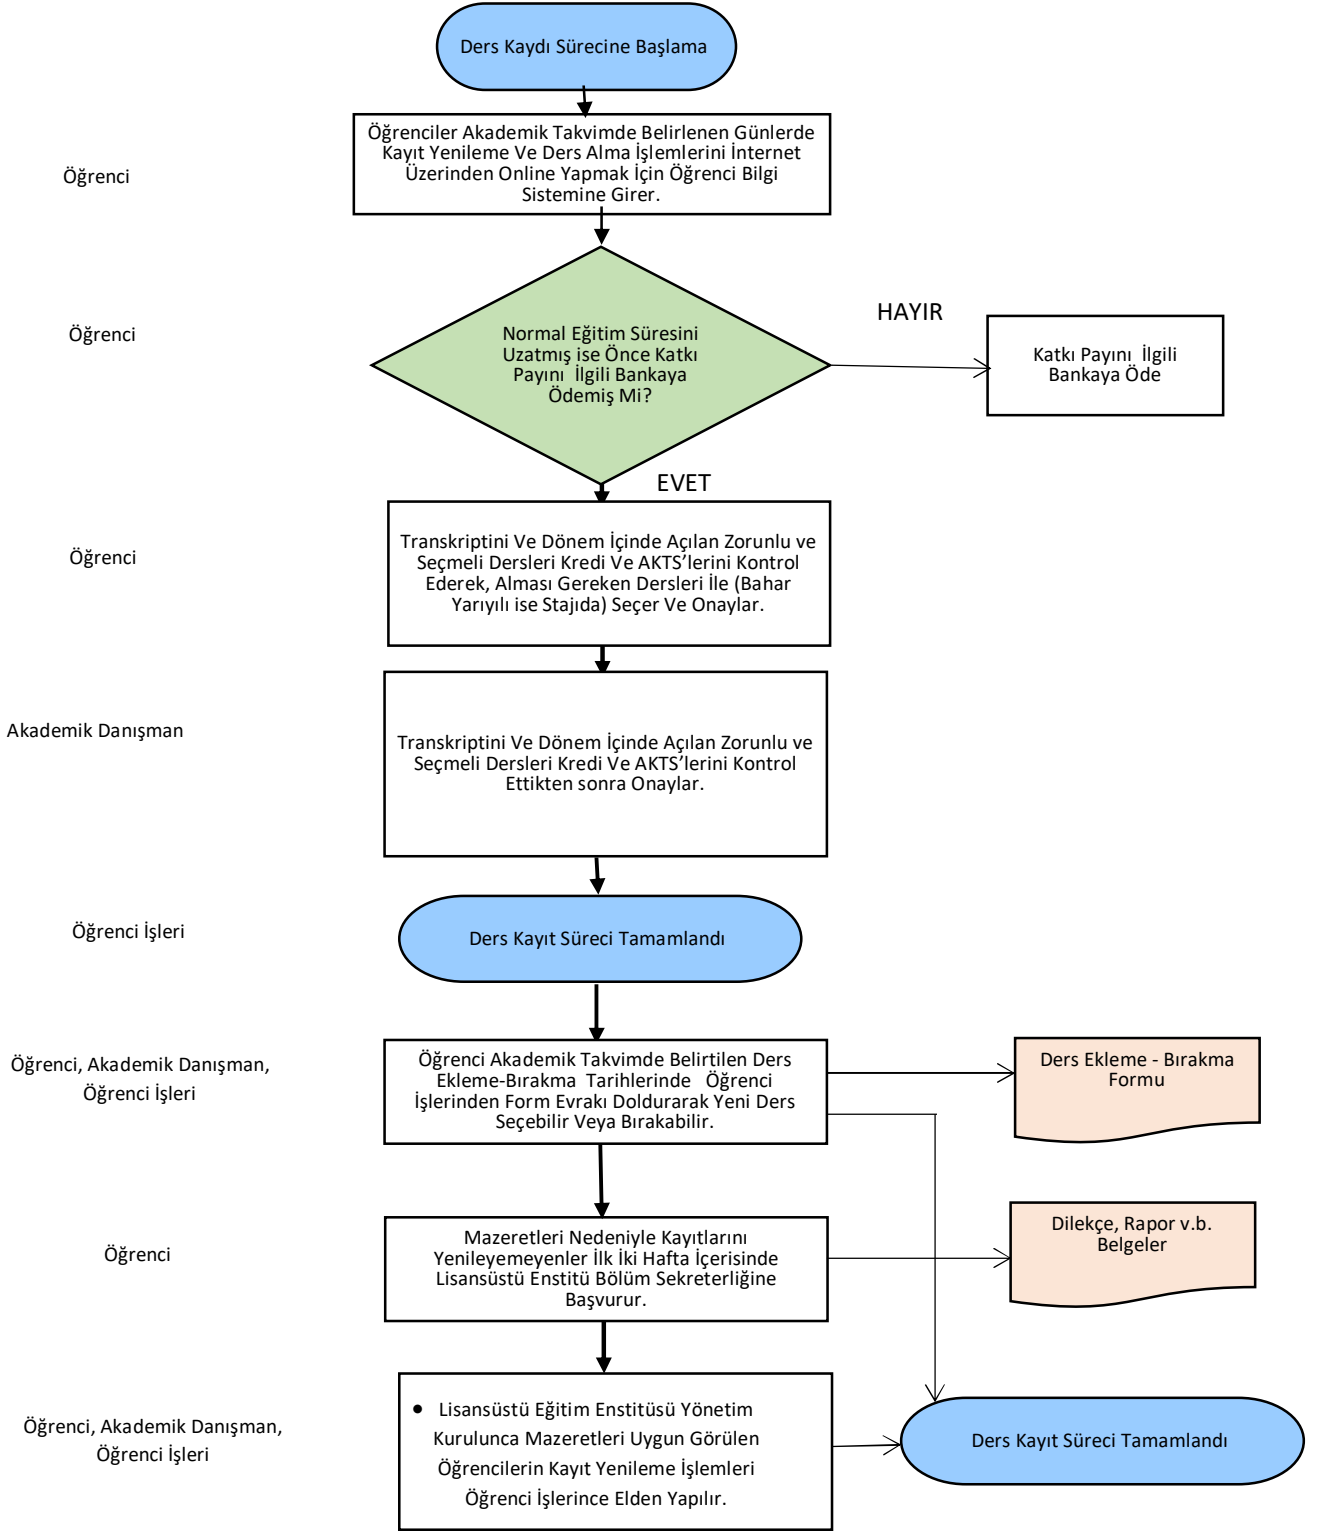 Ders Kaydı Sürecine Başlama
Öğrenci
Öğrenciler Akademik Takvimde Belirlenen Günlerde
Kayıt Yenileme Ve Ders Alma İşlemlerini İnternet
Üzerinden Online Yapmak İçin Öğrenci Bilgi
Sistemine Girer.
Öğrenci
Normal Eğitim Süresini
Uzatmış ise Önce Katkı
Payını İlgili Bankaya
Ödemiş Mi?
HAYIR
Katkı Payını İlgili
Bankaya Öde
EVET
Öğrenci
Transkriptini Ve Dönem İçinde Açılan Zorunlu ve
Seçmeli Dersleri Kredi Ve AKTS’lerini Kontrol
Ederek, Alması Gereken Dersleri İle (Bahar
Yarıyılı ise Stajıda) Seçer Ve Onaylar.
Akademik Danışman
Transkriptini Ve Dönem İçinde Açılan Zorunlu ve
Seçmeli Dersleri Kredi Ve AKTS’lerini Kontrol
Ettikten sonra Onaylar.
Öğrenci İşleri
Ders Kayıt Süreci Tamamlandı
Öğrenci, Akademik Danışman,
Öğrenci İşleri
Öğrenci Akademik Takvimde Belirtilen Ders
Ekleme-Bırakma Tarihlerinde Öğrenci
İşlerinden Form Evrakı Doldurarak Yeni Ders
Seçebilir Veya Bırakabilir.
Ders Ekleme - Bırakma
Formu
Öğrenci
Mazeretleri Nedeniyle Kayıtlarını
Yenileyemeyenler İlk İki Hafta İçerisinde
Lisansüstü Enstitü Bölüm Sekreterliğine
Başvurur.
Dilekçe, Rapor v.b.
Belgeler
Öğrenci, Akademik Danışman,
Öğrenci İşleri
• Lisansüstü Eğitim Enstitüsü Yönetim
Kurulunca Mazeretleri Uygun Görülen
Öğrencilerin Kayıt Yenileme İşlemleri
Öğrenci İşlerince Elden Yapılır.
Ders Kayıt Süreci Tamamlandı